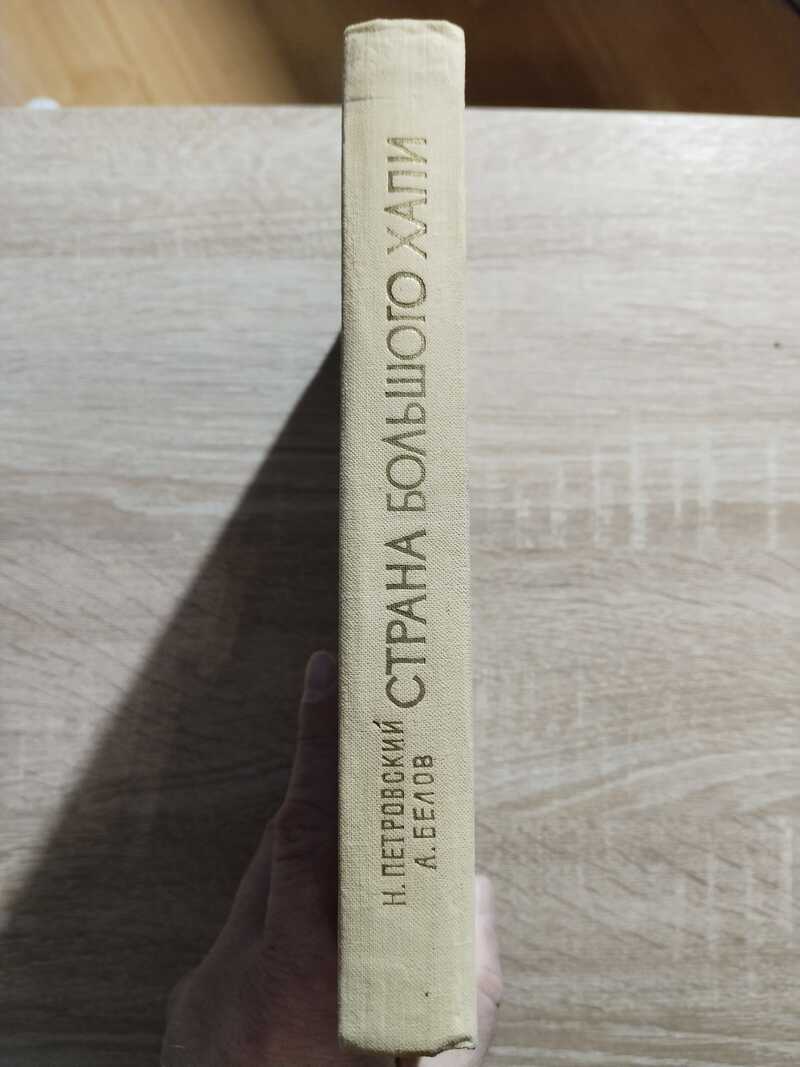 Н. ПЕТРОВСКИЙ
А. БЕЛОВ
СТРАНА БОЛЬШОГО ХАПИ